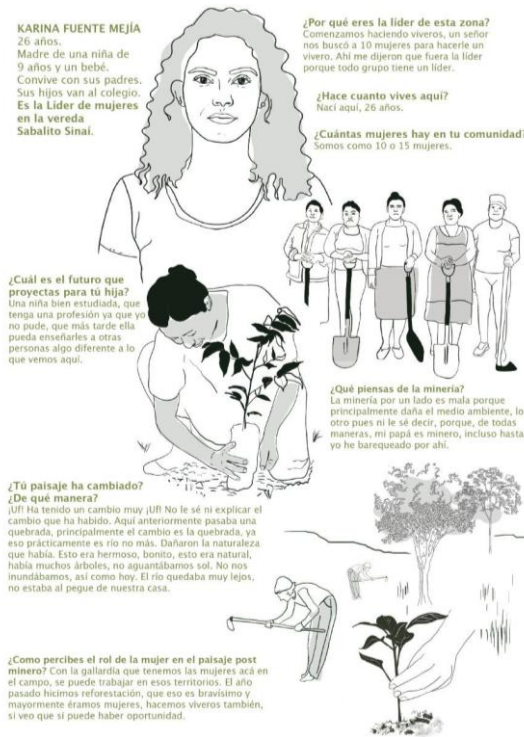 KARINA FUENTE MEJÍA
26 años.
Madre de una niña de
9 años y un bebé.
Convive con sus padres.
Sus hijos van al colegio.
Es la Líder de mujeres
en la vereda
Sabalito Sinaí.
¿Por qué eres la líder de esta zona?
Comenzamos haciendo viveros, un señor
nos buscó a 10 mujeres para hacerle un
vivero. Ahí me dijeron que fuera la líder
porque todo grupo tiene un líder.
¿Hace cuanto vives aquí?
Nací aquí, 26 años.
¿Cuántas mujeres hay en tu comunidad?
Somos como 10 o 15 mujeres.
¿Cuál es el futuro que
proyectas para tú hija?
Una niña bien estudiada, que
tenga una profesión ya que yo
no pude, que más tarde ella
pueda enseñarles a otras
personas algo diferente a lo
que vemos aquí.
¿Qué piensas de la minería?
La minería por un lado es mala porque
principalmente daña el medio ambiente, lo
otro pues ni le sé decir, porque, de todas
maneras, mi papá es minero, incluso hasta
yo he barequeado por ahí.
¿Tú paisaje ha cambiado?
¿De qué manera?
¡Uf! Ha tenido un cambio muy ¡Uf! No le sé ni explicar el
cambio que ha habido. Aquí anteriormente pasaba una
quebrada, principalmente el cambio es la quebrada, ya
eso prácticamente es río no más. Dañaron la naturaleza
que había. Esto era hermoso, bonito, esto era natural,
había muchos árboles, no aguantábamos sol. No nos
inundábamos, así como hoy. El río quedaba muy lejos,
no estaba al pegue de nuestra casa.
¿Como percibes el rol de la mujer en el paisaje post
minero? Con la gallardía que tenemos las mujeres acá en
el campo, se puede trabajar en esos territorios. El año
pasado hicimos reforestación, que eso es bravísimo y
mayormente éramos mujeres, hacemos viveros también,
si veo que sí puede haber oportunidad.